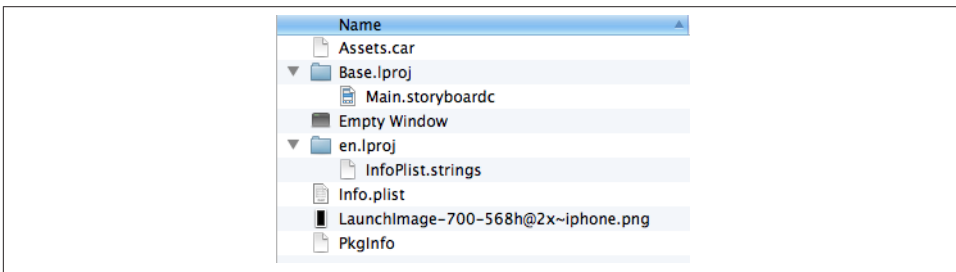 Name
Assets.car
Base.lproj
Main.storyboardc
Empty Window
en.lproj
InfoPlist.strings
Info.plist
LaunchImage-700-568h@2x~iphone.png
PkgInfo